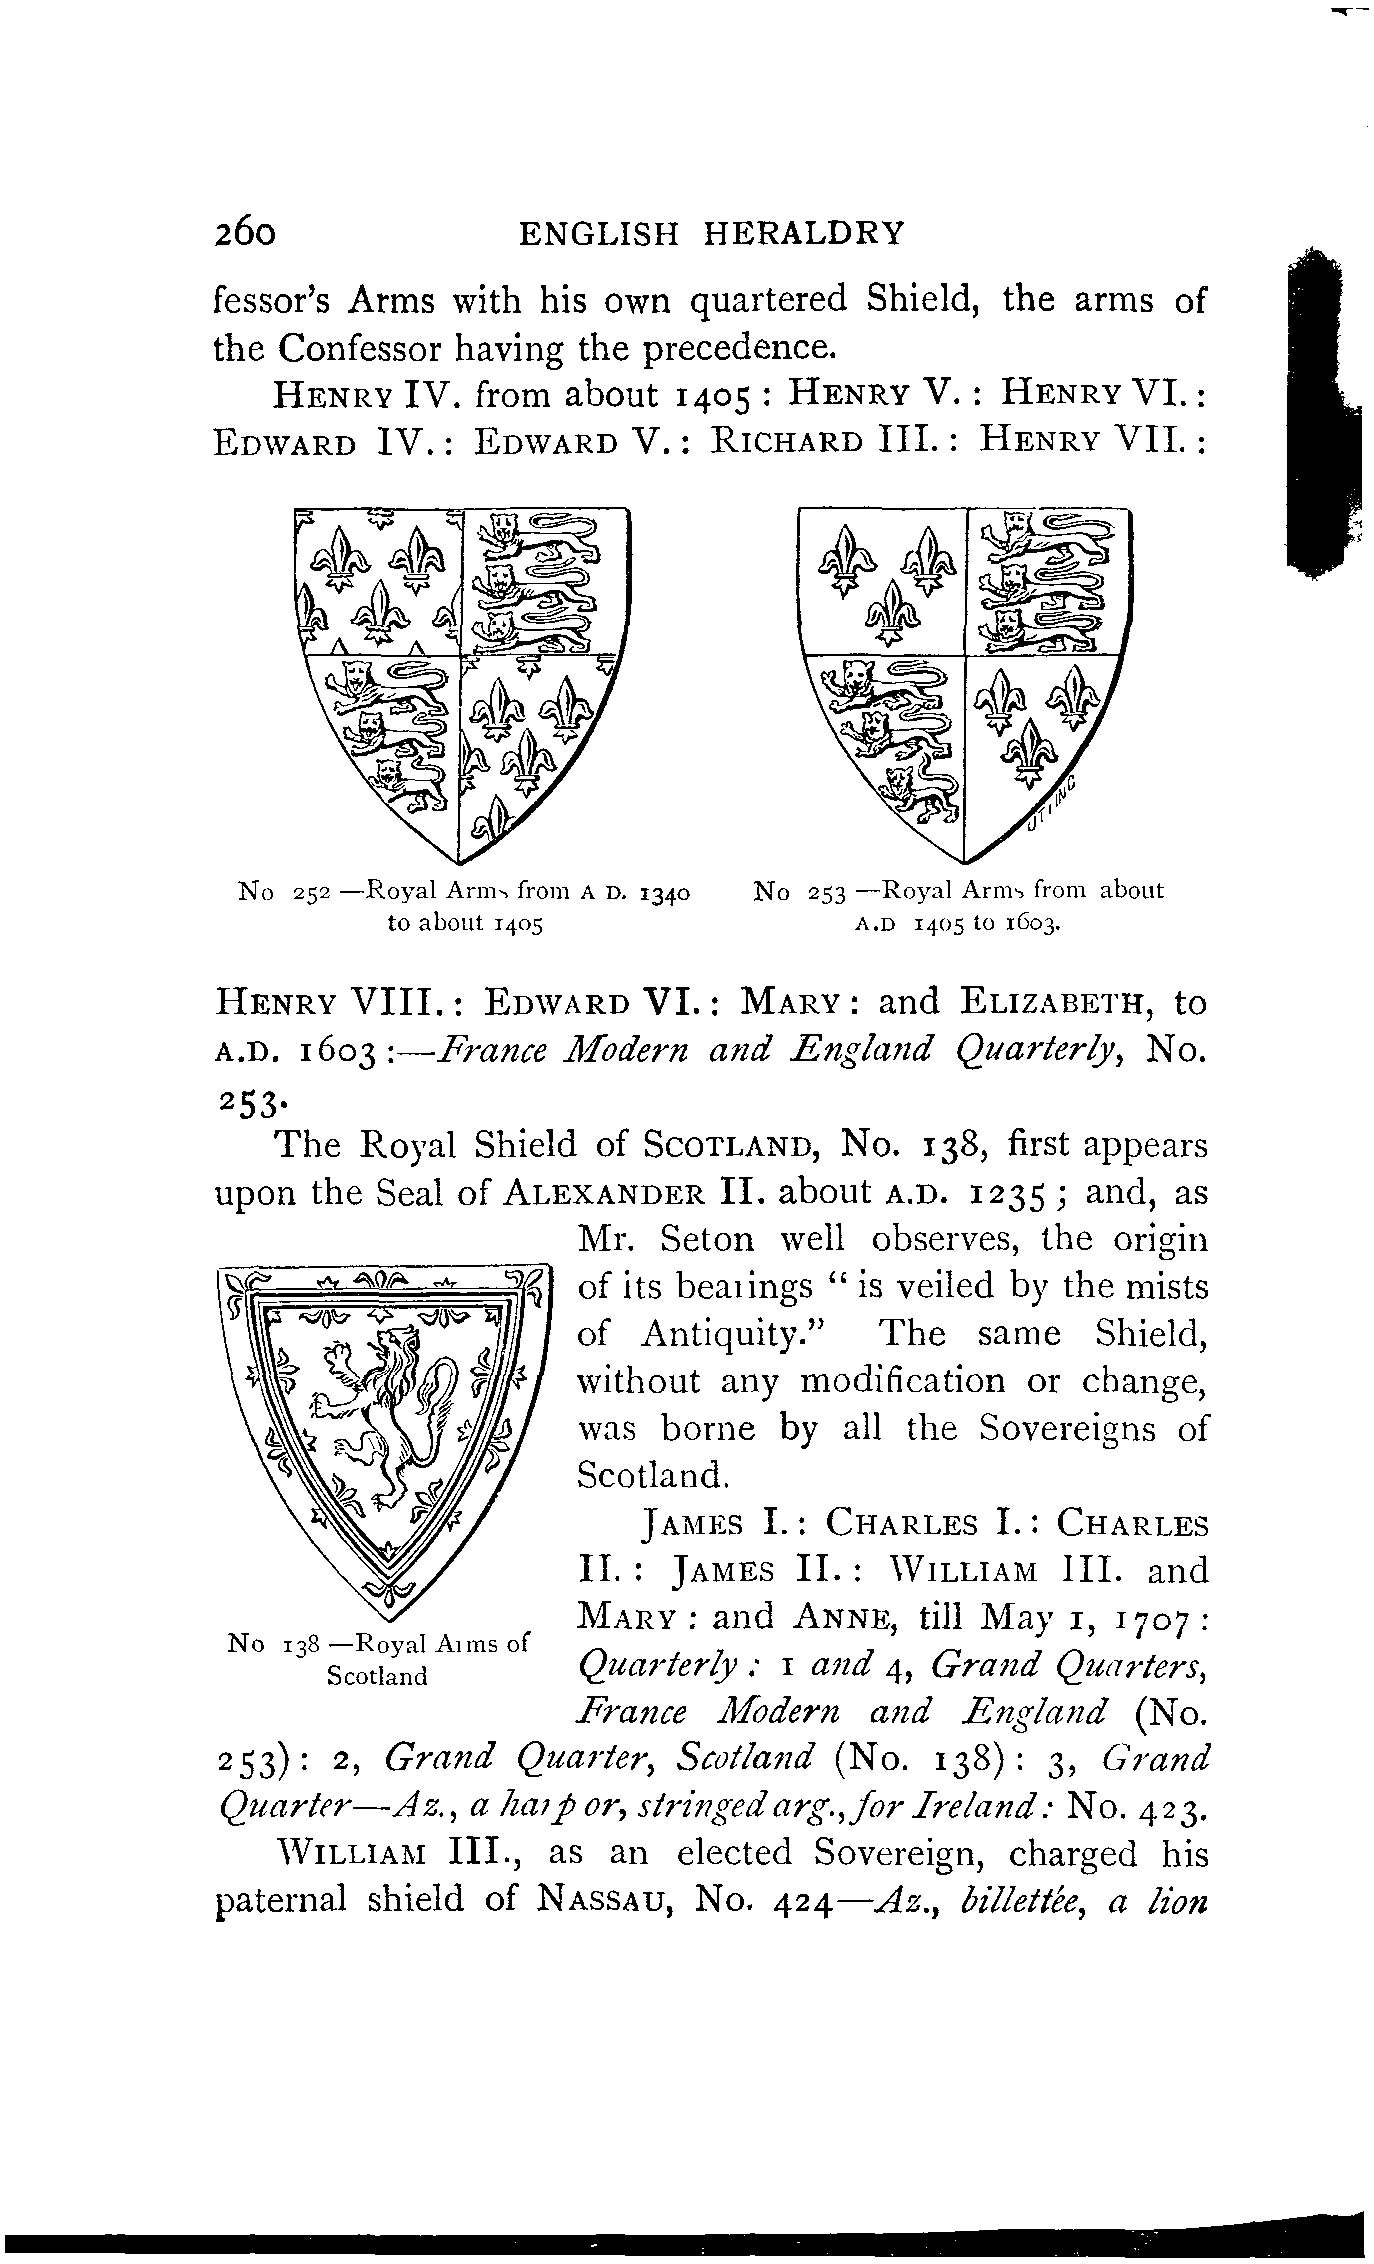 260 ENGLISH HERALDRY
fessor's Arms with his own quartered Shield, the arms of
the Confessor having the precedence.
HENRY IV. from about 1405 : HENRY V. : HENRY VI. :
EDWARD IV. : EDWARD V. : RICHARD III. : HENRY VII. :
JTING
No 252 —Royal Arms from A D. 1340
to about 1405
No 253 —Royal Arms from about
A.D 1405 to 1603.
HENRY VIII. : EDWARD VI. : MARY : and ELIZABETH, to
A.D. 1603 :—France Modern and England Quarterly, No.
253.
The Royal Shield of SCOTLAND, No. 138, first appears
upon the Seal of ALEXANDER II. about A.D. 1235 ; and, as
Mr. Seton well observes, the origin
of its bearings “ is veiled by the mists
of Antiquity.” The same Shield,
without any modification or change,
was borne by all the Sovereigns of
Scotland.
JAMES I. : CHARLES I. : CHARLES
II. : JAMES II. : WILLIAM III. and
MARY : and ANNE, till May 1, 1707 :
No 138 —Royal Arms of
Scotland
Quarterly : 1 and 4, Grand Quarters,
France Modern and England (No.
253) : 2, Grand Quarter, Scotland (No. 138) : 3, Grand
Quarter—Az., a harp or, stringed arg., for Ireland : No. 423.
WILLIAM III., as an elected Sovereign, charged his
paternal shield of NASSAU, No. 424—Az., billettée, a lion